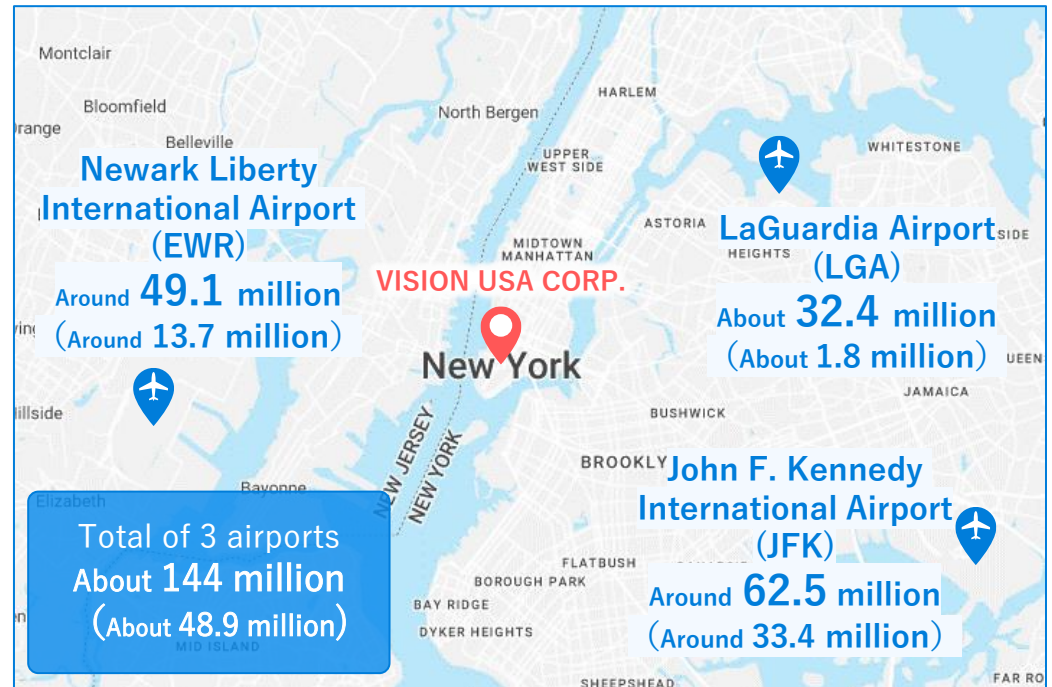 Montclair
Bloomfield
Belleville
North Bergen
HARLEM
WHITESTONE
UPPER
WEST SIDE
Newark Liberty
International Airport
(EWR)
Around 49.1 million
(Around 13.7 million)
MIDTOWN
MANHATTAN
ASTORIA
HEIGHTS
SIDE
LaGuardia Airport
(LGA)
About 32.4 million
(About 1.8 million)
VISION USA CORP.
New York
JAMAICA
BUSHWICK
NEW JERSEY
NEW YORK
BROOKLY
John F. Kennedy
International Airport
(JFK)
Around 62.5 million
(Around 33.4 million)
Bayonne
Elizabeth
Total of 3 airports
About 144 million
(About 48.9 million)
MID ISLAND
FLATBUSH
BOROUGH PARK
BAY RIDGE
DYKER HEIGHTS
SHEEPSHEAD
FAR RO